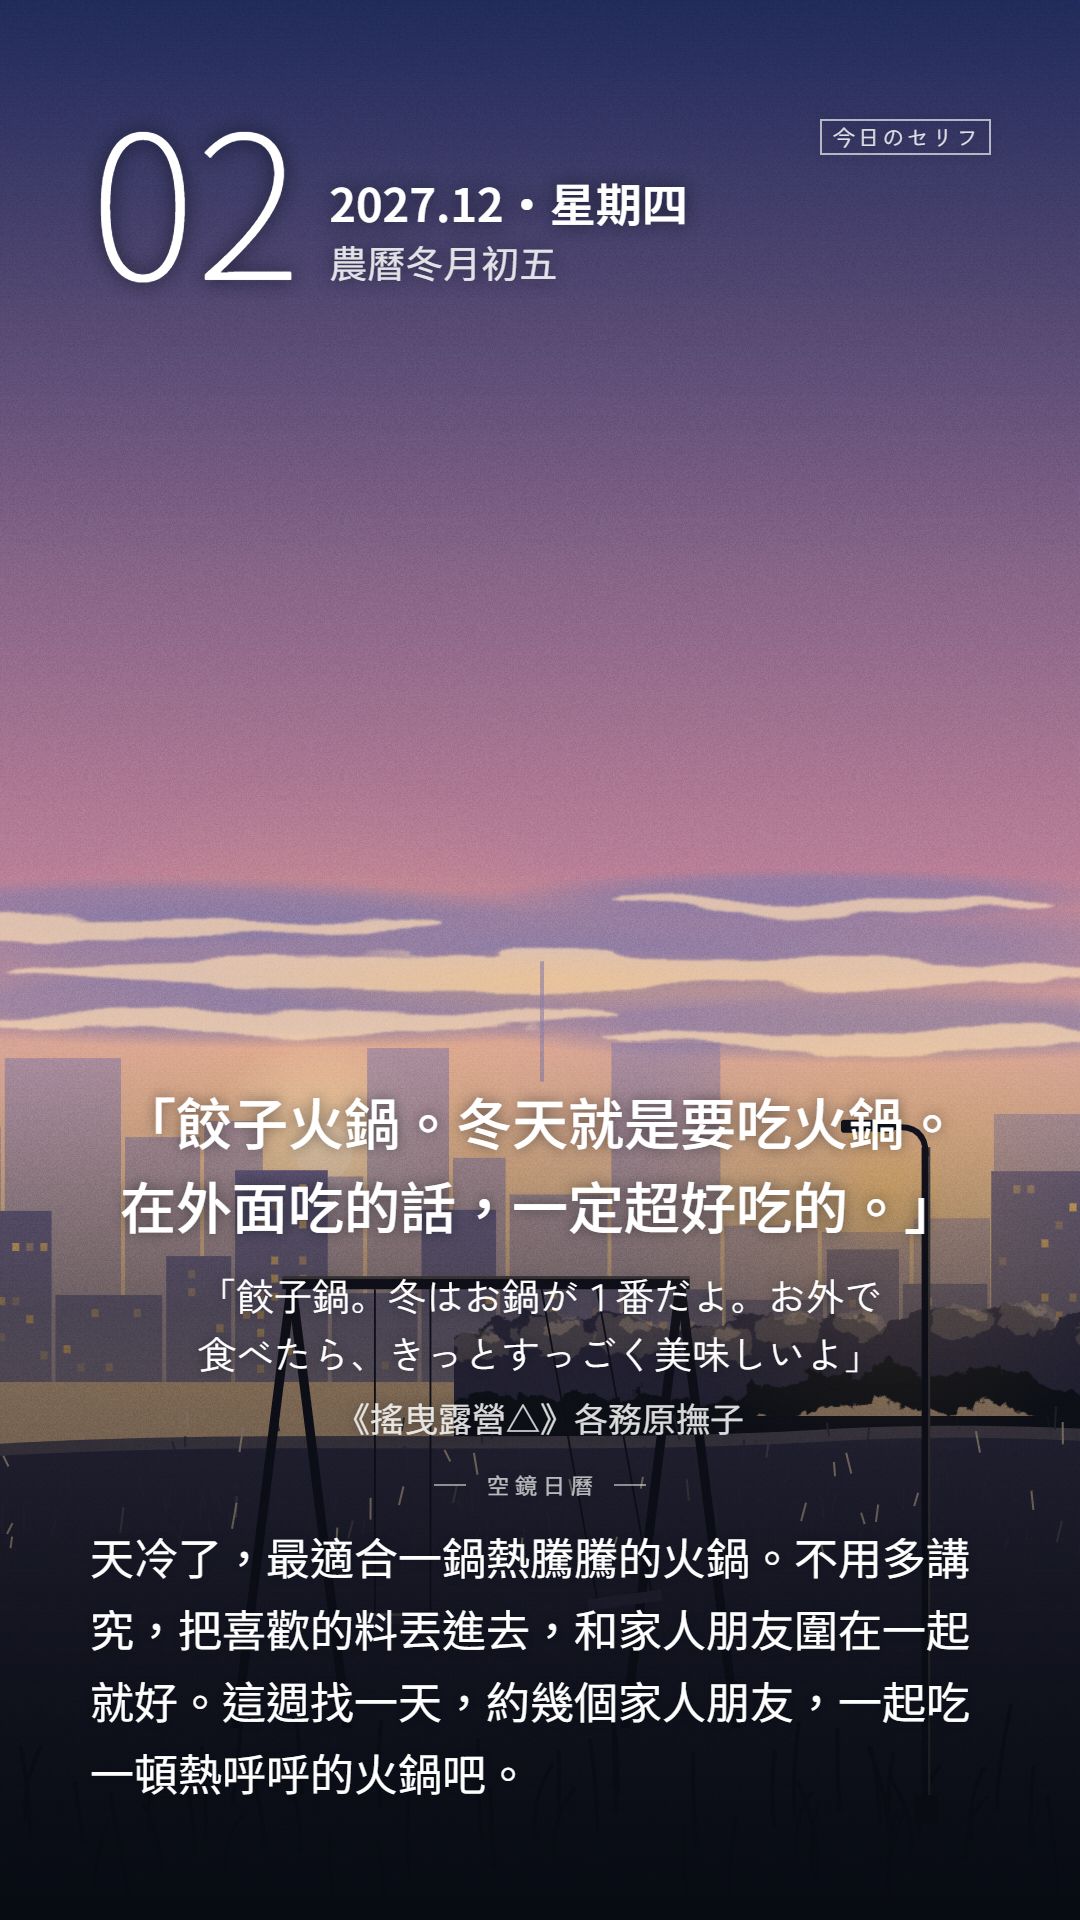 02
今日のセリフ
2027.12・星期四
農曆冬月初五
「餃子火鍋。冬天就是要吃火鍋。
在外面吃的話，一定超好吃的。」
「餃子鍋。冬はお鍋が１番だよ。お外で
食べたら、きっとすっごく美味しいよ」
《搖曳露營△》各務原撫子
空鏡日曆
天冷了，最適合一鍋熱騰騰的火鍋。不用多講
究，把喜歡的料丟進去，和家人朋友圍在一起
就好。這週找一天，約幾個家人朋友，一起吃
一頓熱呼呼的火鍋吧。